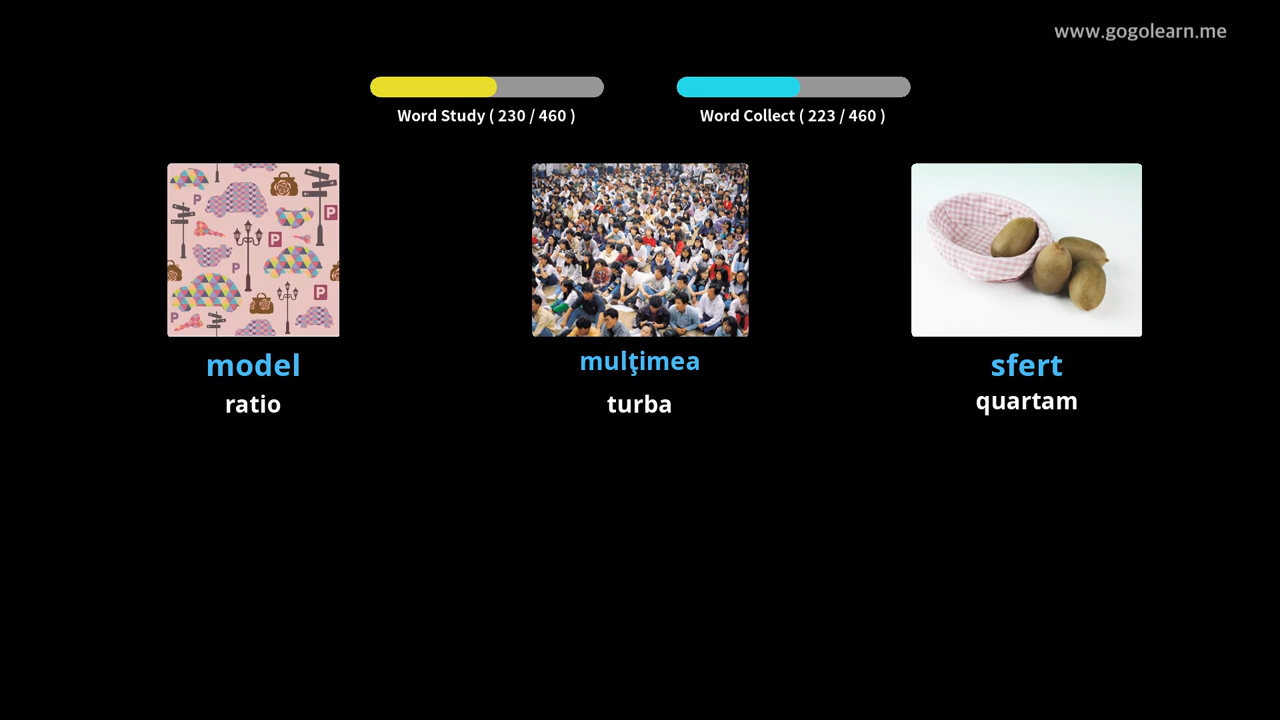 www.gogolearn.me
Word Study ( 230 / 460 )
Word Collect ( 223 / 460 )
P
P
P
P
P
P
model
mulţimea
sfert
ratio
turba
quartam